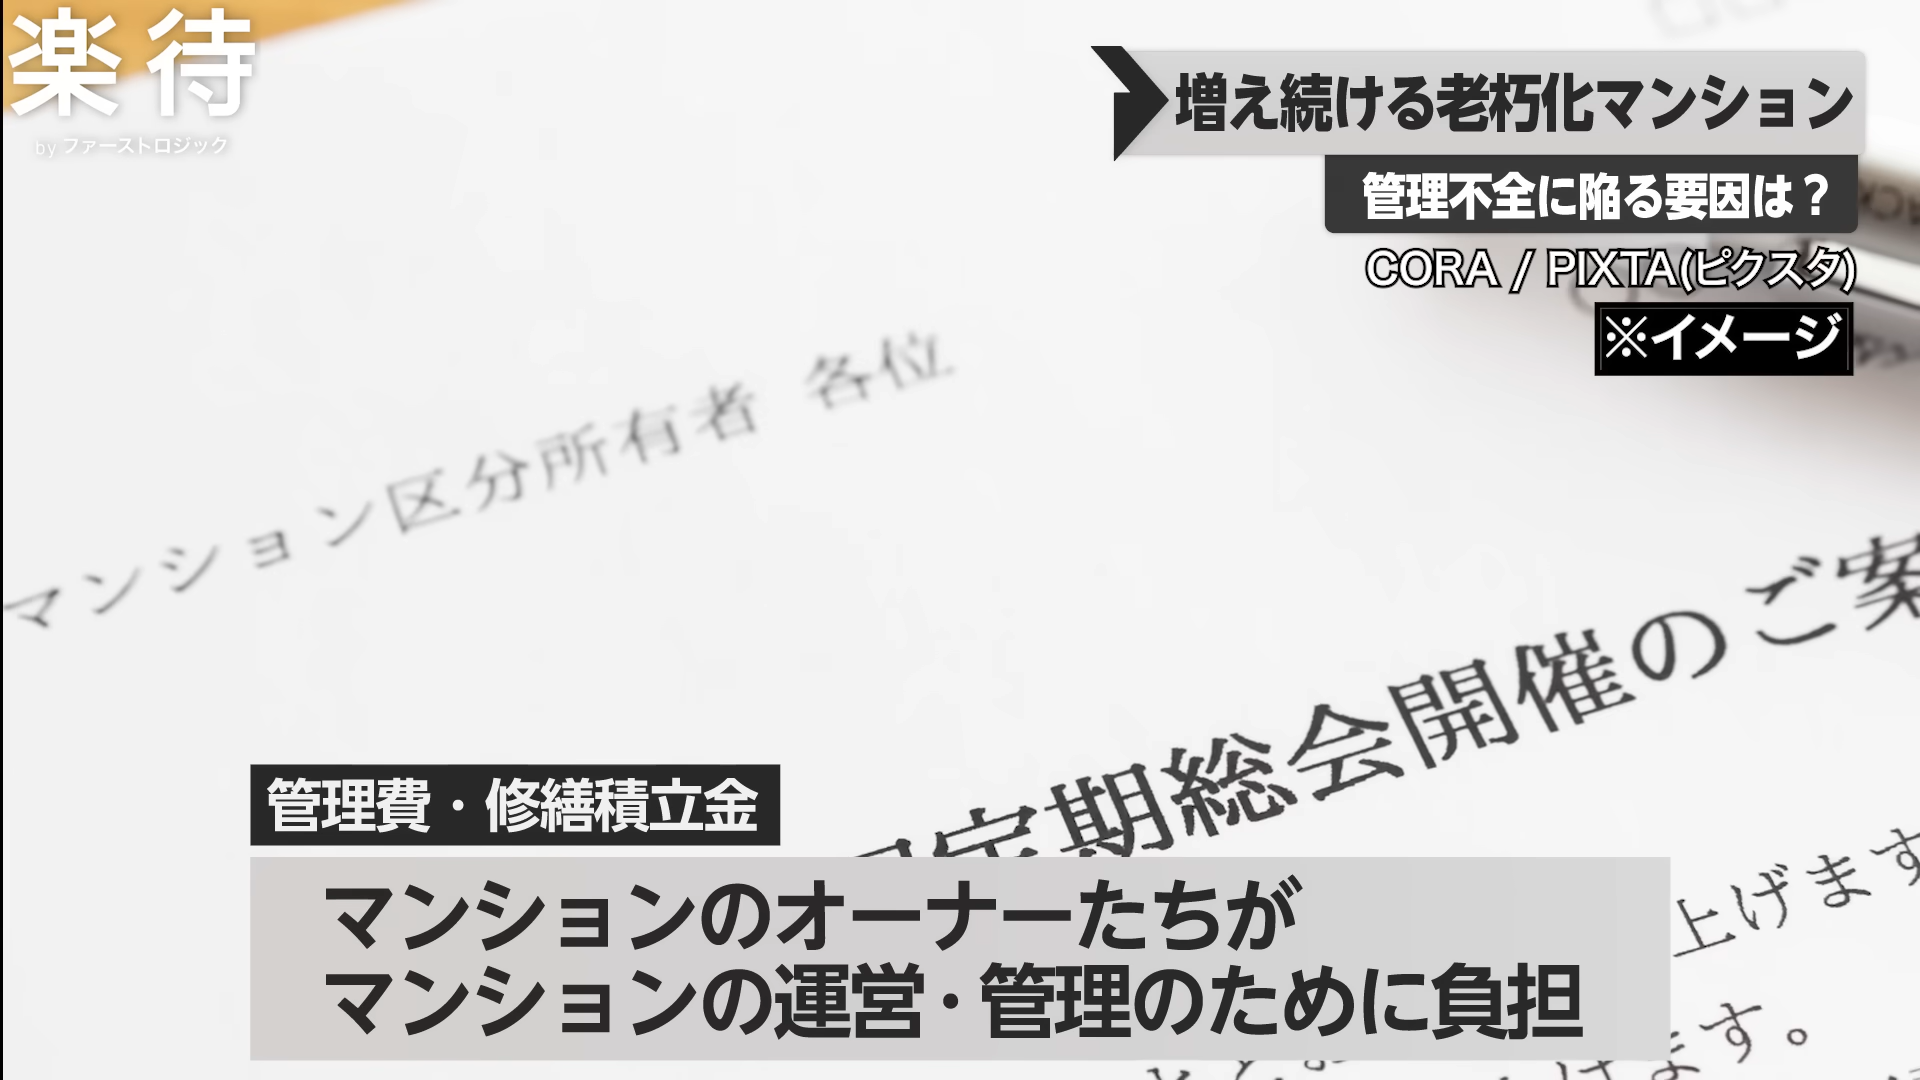 楽待
by ファーストロジック
増え続ける老朽化マンション
管理不全に陥る要因は？
CORA / PIXTA(ピクスタ)
※イメージ
マンション区分所有者 各位
定期総会開催のご案
管理費・修繕積立金
マンションのオーナーたちが
マンションの運営・管理のために負担
上げます
ます。